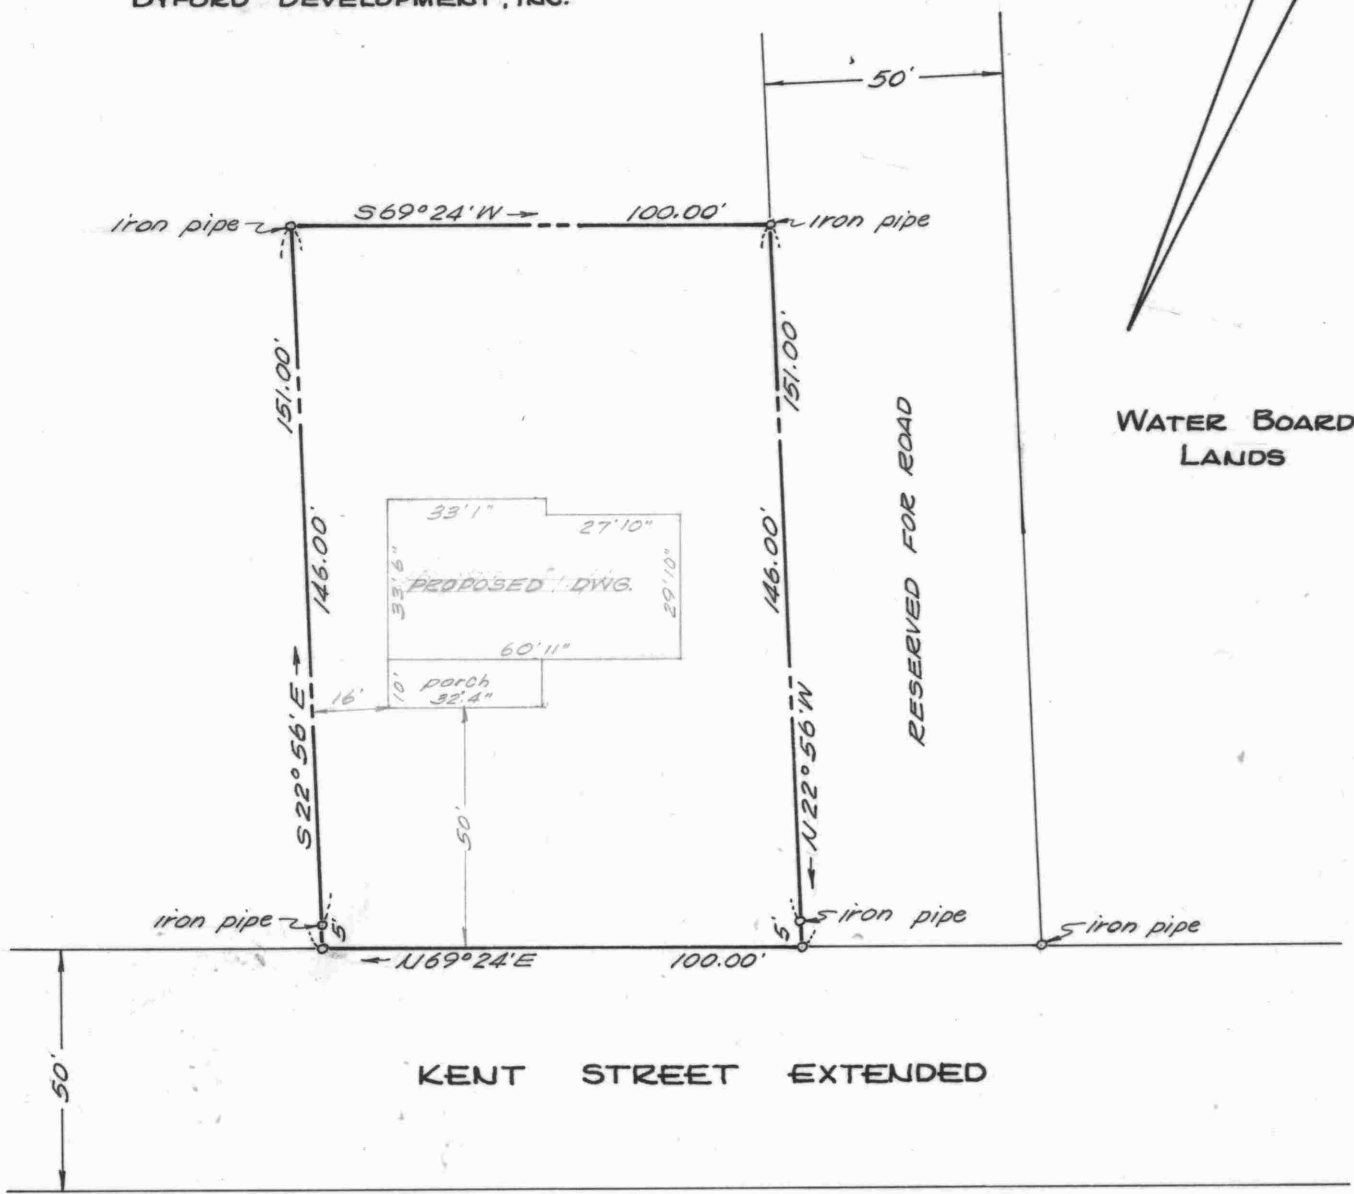 DYFORD DEVELOPMENT, INC.
50'
S69°24'W → 100.00'
iron pipe
iron pipe
151.00'
151.00'
WATER BOARD
LANDS
RESERVED FOR ROAD
33'1"
27'10"
146.00'
146.00'
33'6"
PROPOSED DWG.
29'10"
60'11"
porch
10'
32'.4"
16'
S22°56'E →
← N22°56'W
50'
iron pipe
5'
5'
iron pipe
iron pipe
← N69°24'E 100.00'
50'
KENT STREET EXTENDED